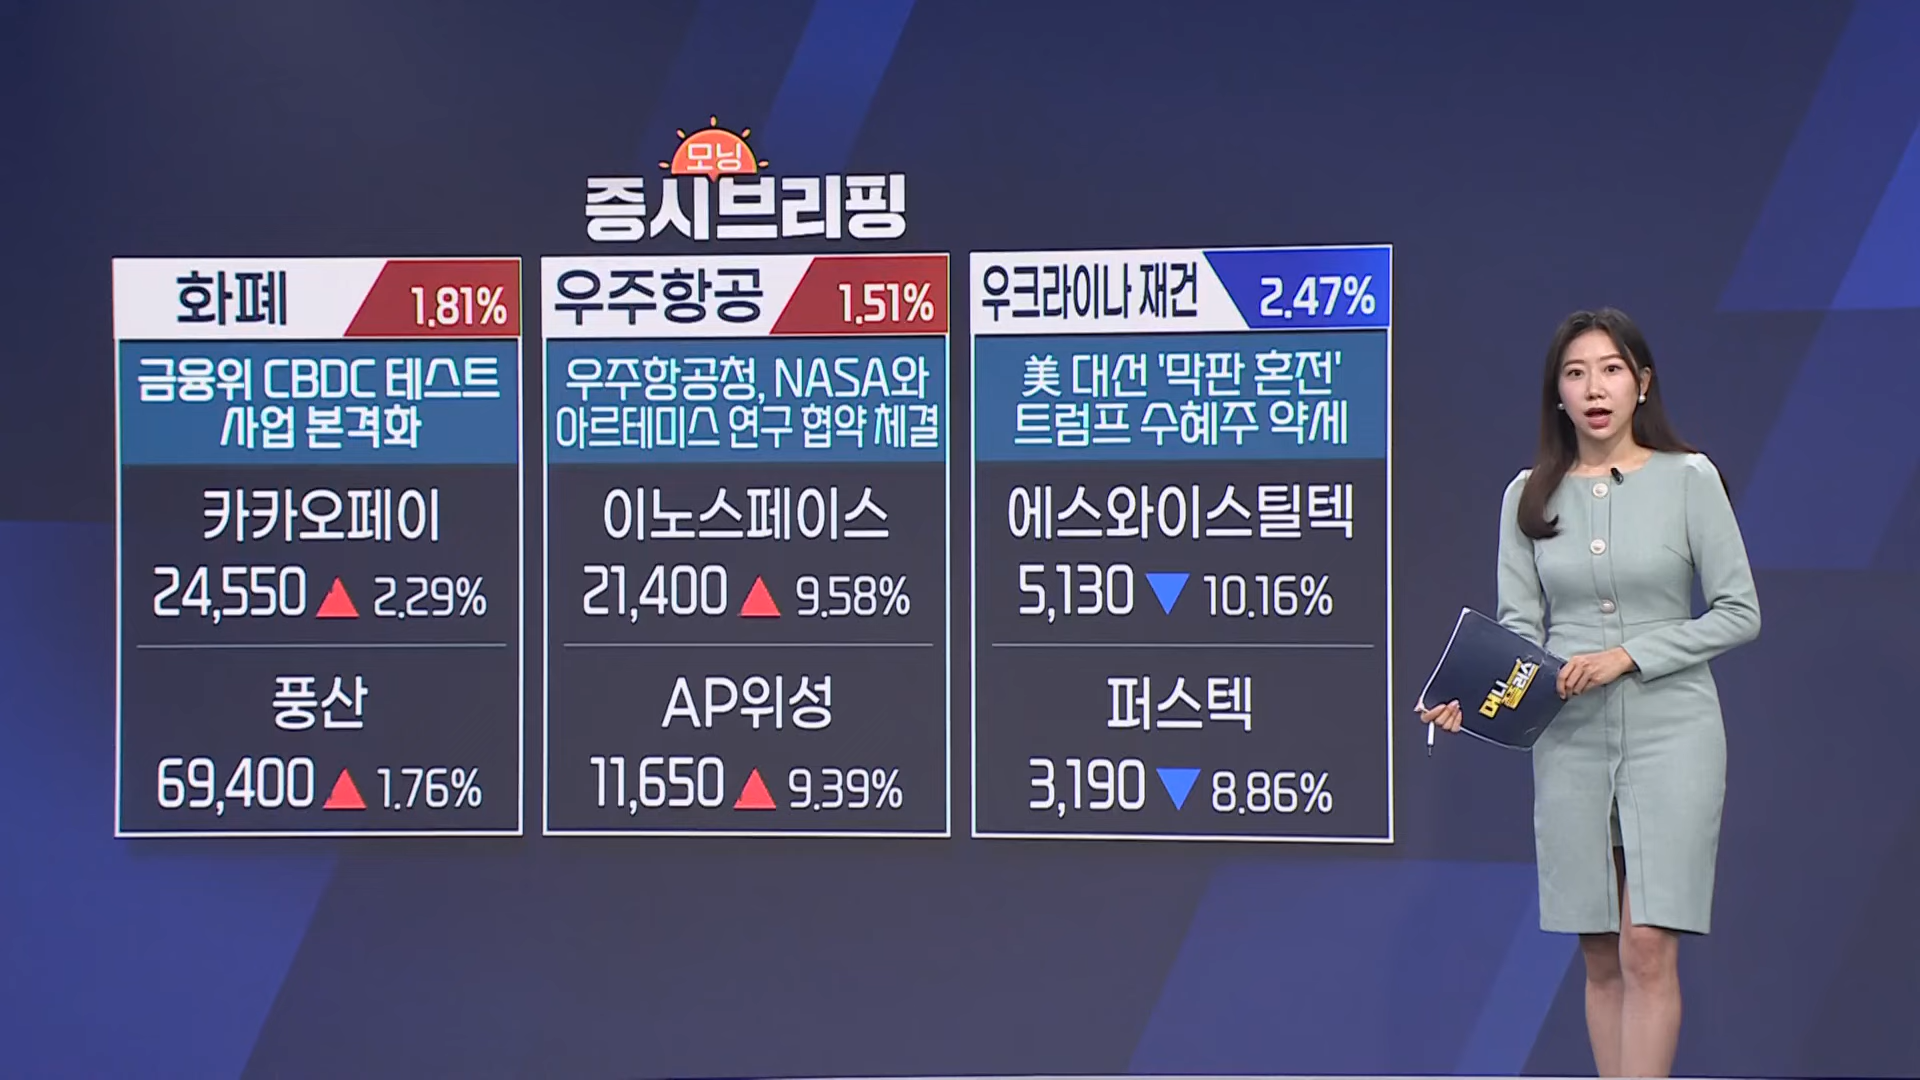 모닝
증시브리핑
화폐 1.81%
금융위 CBDC 테스트
사업 본격화
카카오페이
24,550 ▲ 2.29%
풍산
69,400 ▲ 1.76%
우주항공 1.51%
우주항공청, NASA와
아르테미스 연구 협약 체결
이노스페이스
21,400 ▲ 9.58%
AP위성
11,650 ▲ 9.39%
우크라이나 재건 2.47%
美 대선 '막판 혼전'
트럼프 수혜주 약세
에스와이스틸텍
5,130 ▼ 10.16%
퍼스텍
3,190 ▼ 8.86%
머니
플러스